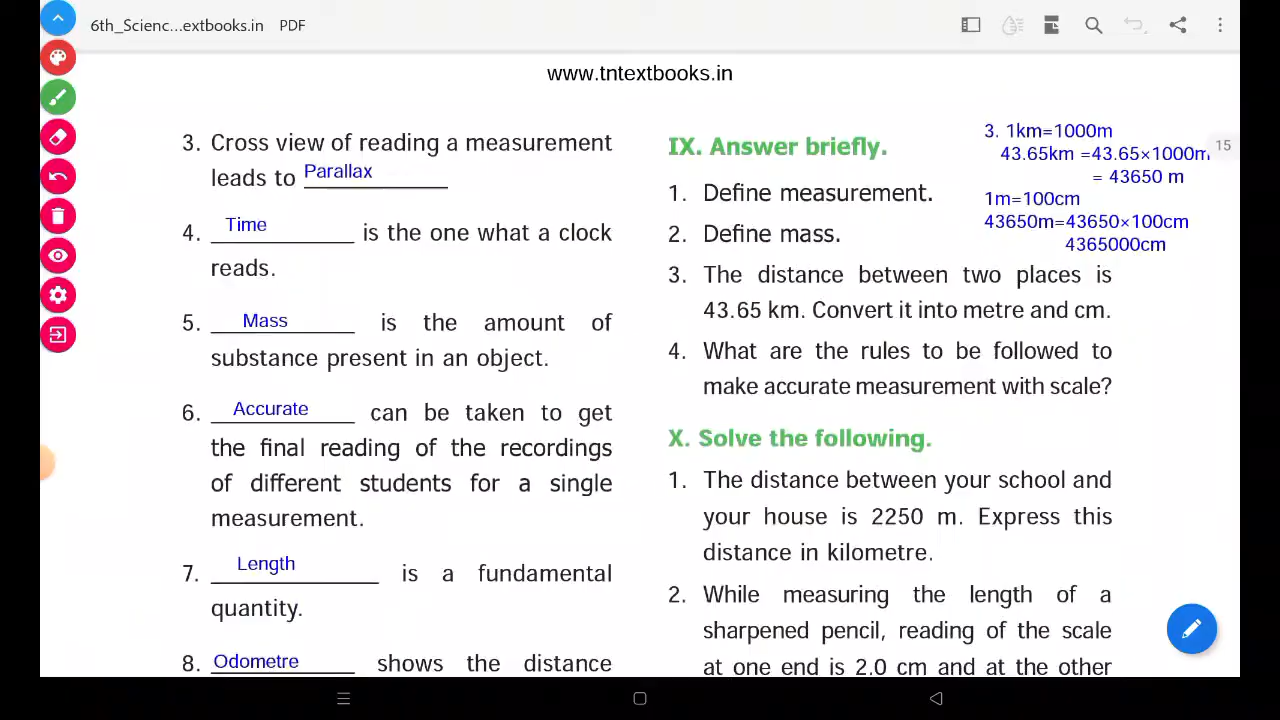 6th_Scienc...extbooks.in PDF
www.tntextbooks.in
3. Cross view of reading a measurement
leads to Parallax
4. Time is the one what a clock
reads.
5. Mass is the amount of
substance present in an object.
6. Accurate can be taken to get
the final reading of the recordings
of different students for a single
measurement.
7. Length is a fundamental
quantity.
8. Odometre shows the distance
IX. Answer briefly.
1. Define measurement.
2. Define mass.
3. The distance between two places is
43.65 km. Convert it into metre and cm.
4. What are the rules to be followed to
make accurate measurement with scale?
X. Solve the following.
1. The distance between your school and
your house is 2250 m. Express this
distance in kilometre.
2. While measuring the length of a
sharpened pencil, reading of the scale
at one end is 2.0 cm and at the other
3. 1km=1000m
43.65km =43.65×1000m
= 43650 m
1m=100cm
43650m=43650×100cm
4365000cm
15